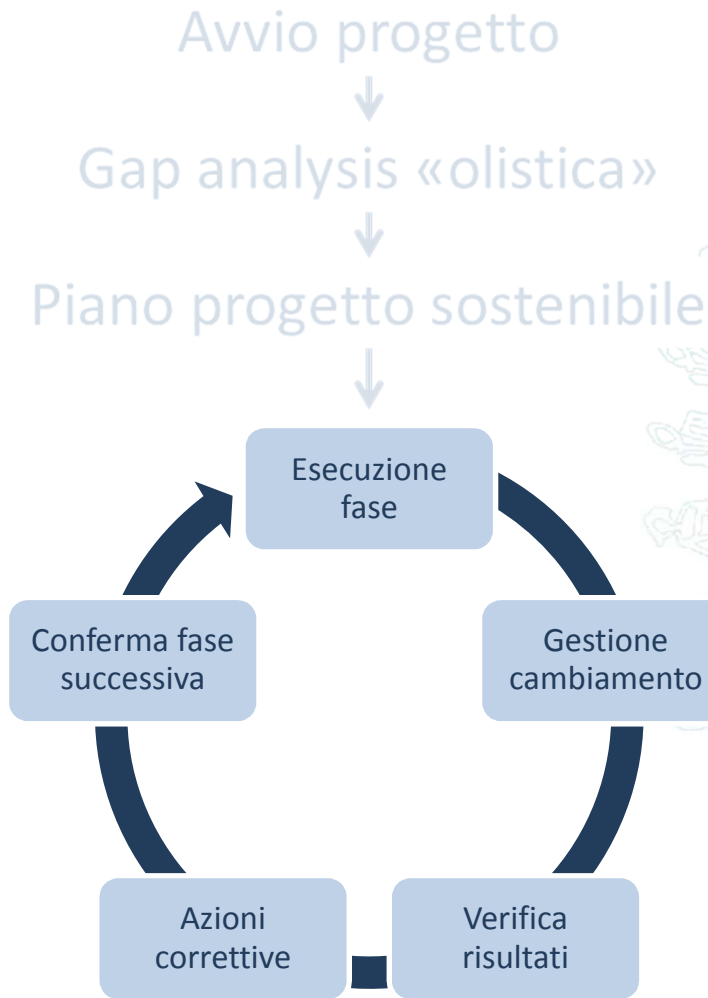 Avvio progetto
Gap analysis «olistica»
Piano progetto sostenibile
Esecuzione
fase
Gestione
cambiamento
Verifica
risultati
Azioni
correttive
Conferma fase
successiva